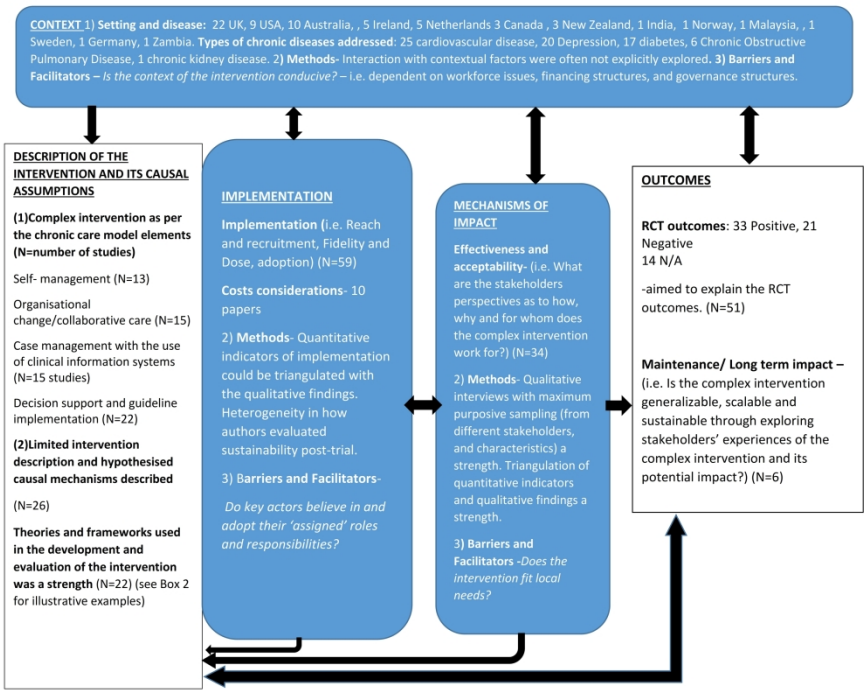 CONTEXT 1) Setting and disease: 22 UK, 9 USA, 10 Australia, , 5 Ireland, 5 Netherlands 3 Canada , 3 New Zealand, 1 India, 1 Norway, 1 Malaysia, , 1
Sweden, 1 Germany, 1 Zambia. Types of chronic diseases addressed: 25 cardiovascular disease, 20 Depression, 17 diabetes, 6 Chronic Obstructive
Pulmonary Disease, 1 chronic kidney disease. 2) Methods- Interaction with contextual factors were often not explicitly explored. 3) Barriers and
Facilitators – Is the context of the intervention conducive? – i.e. dependent on workforce issues, financing structures, and governance structures.
DESCRIPTION OF THE
INTERVENTION AND ITS CAUSAL
ASSUMPTIONS
(1)Complex intervention as per
the chronic care model elements
(N=number of studies)
Self- management (N=13)
Organisational
change/collaborative care (N=15)
Case management with the use
of clinical information systems
(N=15 studies)
Decision support and guideline
implementation (N=22)
(2)Limited intervention
description and hypothesised
causal mechanisms described
(N=26)
Theories and frameworks used
in the development and
evaluation of the intervention
was a strength (N=22) (see Box 2
for illustrative examples)
IMPLEMENTATION
Implementation (i.e. Reach
and recruitment, Fidelity and
Dose, adoption) (N=59)
Costs considerations- 10
papers
2) Methods- Quantitative
indicators of implementation
could be triangulated with
the qualitative findings.
Heterogeneity in how
authors evaluated
sustainability post-trial.
3) Barriers and Facilitators-
Do key actors believe in and
adopt their ‘assigned’ roles
and responsibilities?
MECHANISMS OF
IMPACT
Effectiveness and
acceptability- (i.e. What
are the stakeholders
perspectives as to how,
why and for whom does
the complex intervention
work for?) (N=34)
2) Methods- Qualitative
interviews with maximum
purposive sampling (from
different stakeholders,
and characteristics) a
strength. Triangulation of
quantitative indicators
and qualitative findings a
strength.
3) Barriers and
Facilitators -Does the
intervention fit local
needs?
OUTCOMES
RCT outcomes: 33 Positive, 21
Negative
14 N/A
-aimed to explain the RCT
outcomes. (N=51)
Maintenance/ Long term impact –
(i.e. Is the complex intervention
generalizable, scalable and
sustainable through exploring
stakeholders’ experiences of the
complex intervention and its
potential impact?) (N=6)